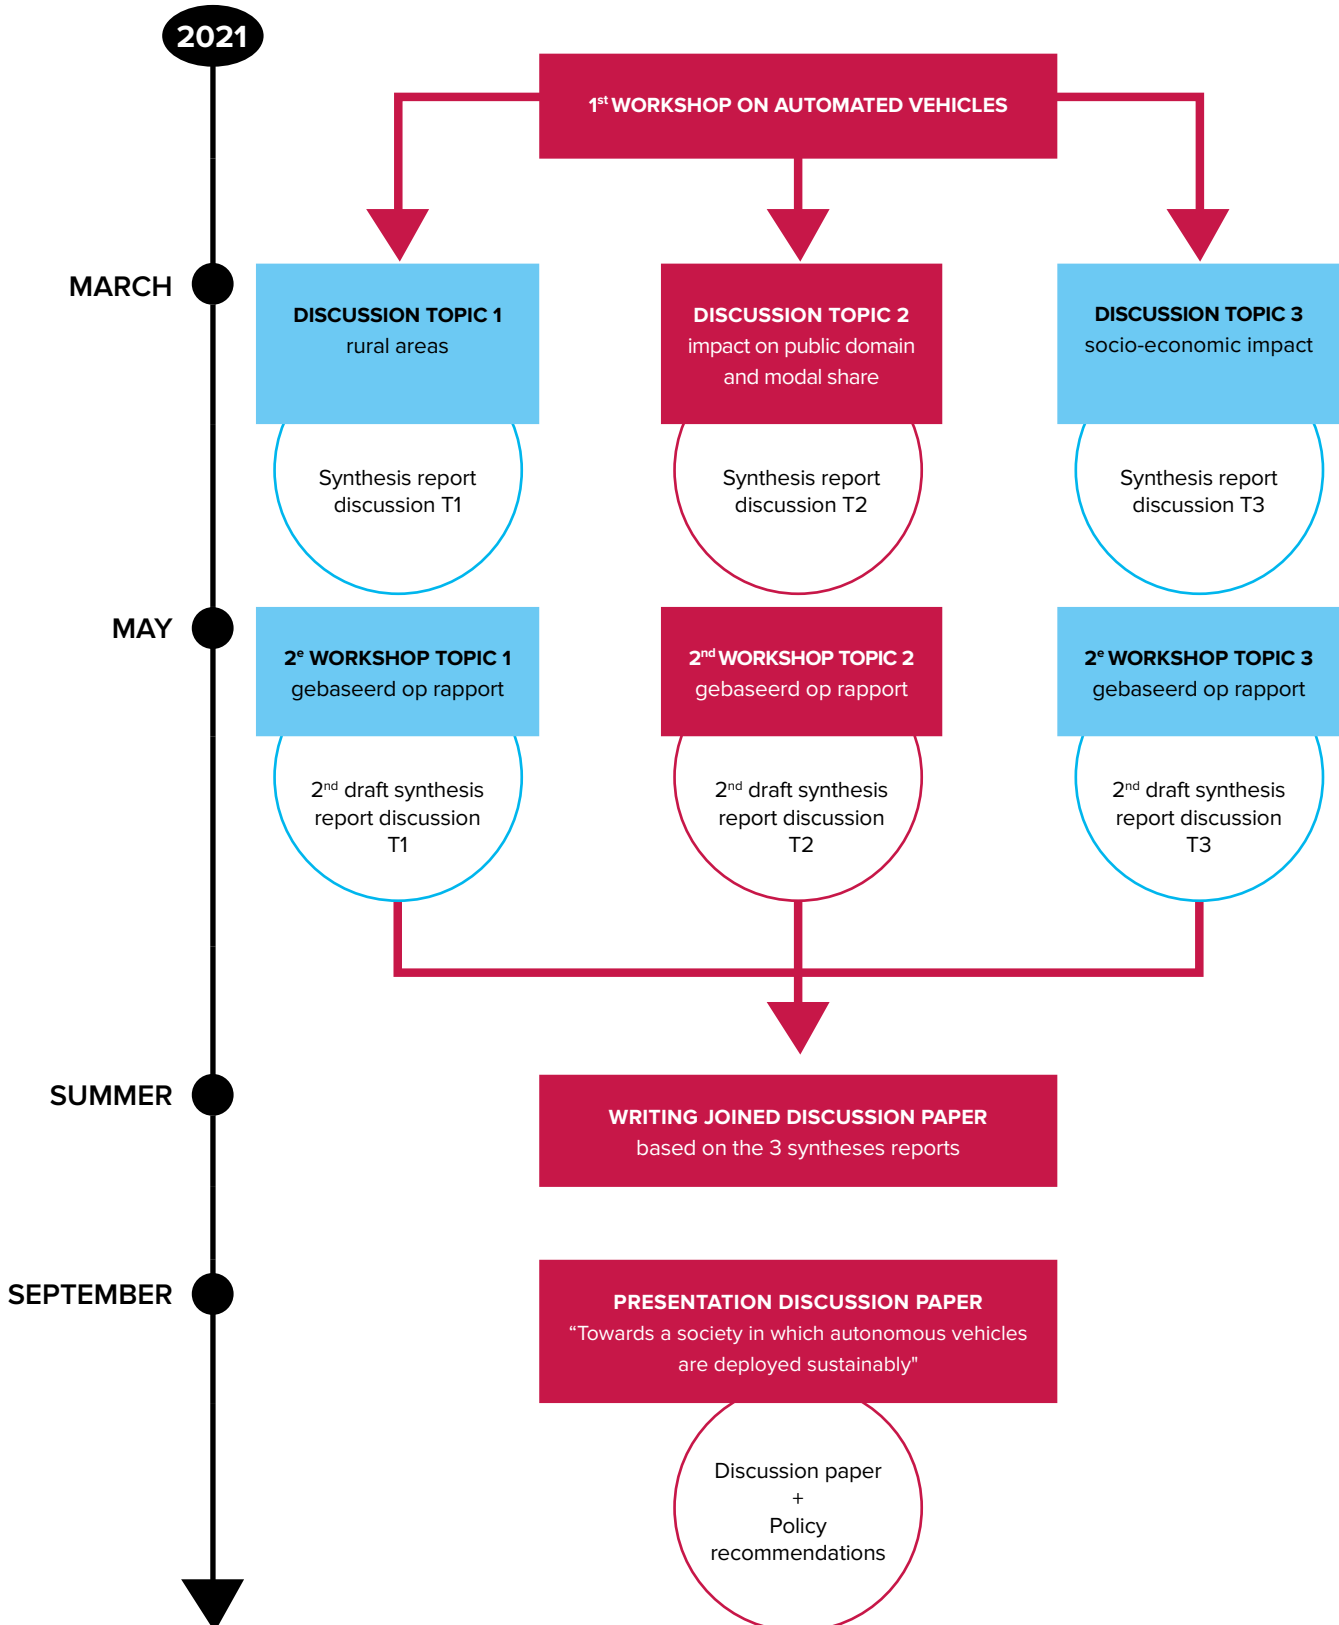 2021
1st WORKSHOP ON AUTOMATED VEHICLES
MARCH
DISCUSSION TOPIC 1
rural areas
Synthesis report
discussion T1
DISCUSSION TOPIC 2
impact on public domain
and modal share
Synthesis report
discussion T2
DISCUSSION TOPIC 3
socio-economic impact
Synthesis report
discussion T3
MAY
2e WORKSHOP TOPIC 1
gebaseerd op rapport
2nd draft synthesis
report discussion
T1
2nd WORKSHOP TOPIC 2
gebaseerd op rapport
2nd draft synthesis
report discussion
T2
2e WORKSHOP TOPIC 3
gebaseerd op rapport
2nd draft synthesis
report discussion
T3
SUMMER
WRITING JOINED DISCUSSION PAPER
based on the 3 syntheses reports
SEPTEMBER
PRESENTATION DISCUSSION PAPER
“Towards a society in which autonomous vehicles
are deployed sustainably"
Discussion paper
+
Policy
recommendations